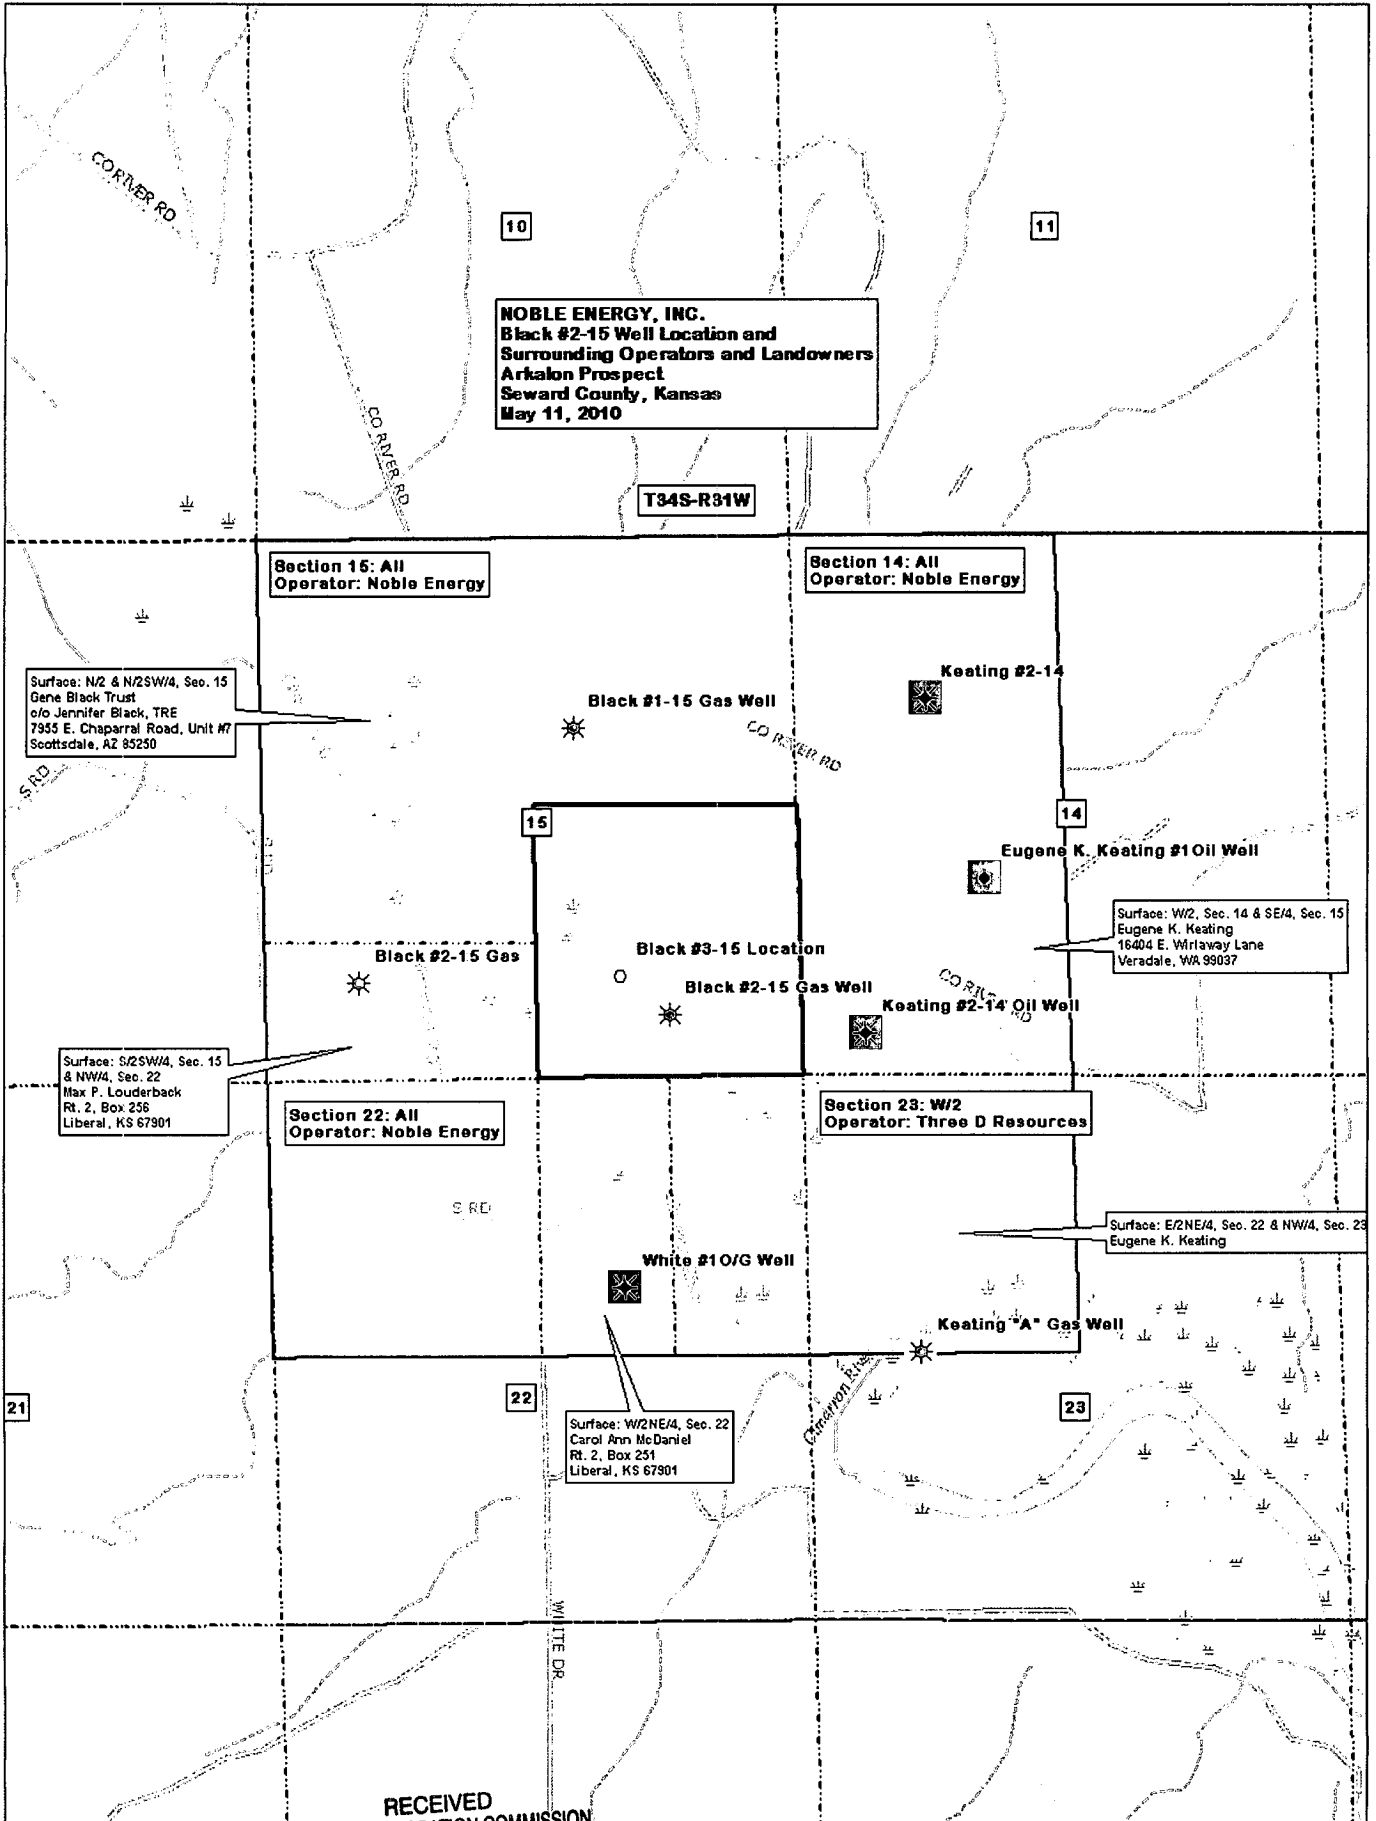 CO RIVER RD
10
11
NOBLE ENERGY, INC.
Black #2-15 Well Location and
Surrounding Operators and Landowners
Arkalon Prospect
Seward County, Kansas
May 11, 2010
CO RIVER RD
T34S-R31W
Section 15: All
Operator: Noble Energy
Section 14: All
Operator: Noble Energy
Surface: N/2 & N/2SW/4, Sec. 15
Gene Black Trust
c/o Jennifer Black, TRE
7955 E. Chaparral Road, Unit #7
Scottsdale, AZ 85250
Keating #2-14
Black #1-15 Gas Well
CO RIVER RD
S RD
15
14
Eugene K. Keating #1 Oil Well
Surface: W/2, Sec. 14 & SE/4, Sec. 15
Eugene K. Keating
16404 E. Wirlaway Lane
Veradale, WA 99037
Black #3-15 Location
Black #2-15 Gas
Black #2-15 Gas Well
CO RIVER RD
Keating #2-14 Oil Well
Surface: S/2SW/4, Sec. 15
& NW/4, Sec. 22
Max P. Louderback
Rt. 2, Box 256
Liberal, KS 67901
Section 22: All
Operator: Noble Energy
Section 23: W/2
Operator: Three D Resources
S RD
Surface: E/2NE/4, Sec. 22 & NW/4, Sec. 23
Eugene K. Keating
White #1 O/G Well
Keating "A" Gas Well
Cimarron River
21
22
23
Surface: W/2NE/4, Sec. 22
Carol Ann McDaniel
Rt. 2, Box 251
Liberal, KS 67901
WHITE DR
RECEIVED
COMMISSION